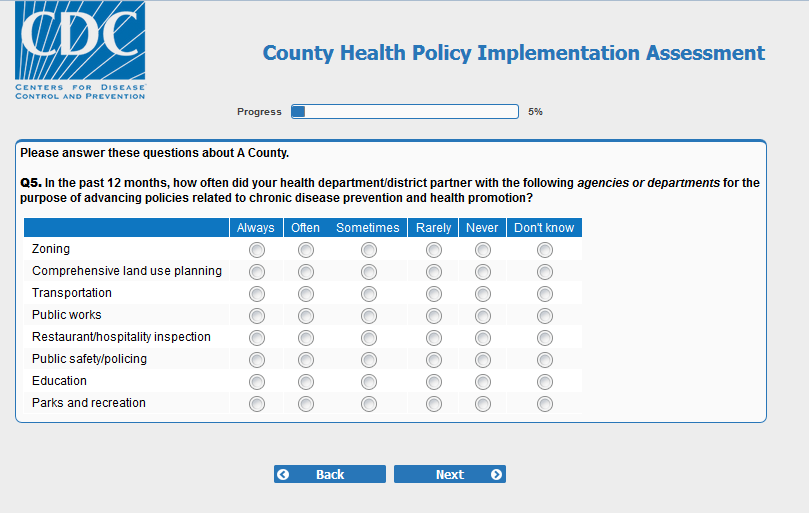 CDC
CENTERS FOR DISEASE
CONTROL AND PREVENTION
County Health Policy Implementation Assessment
Progress 5%
Please answer these questions about A County.
Q5. In the past 12 months, how often did your health department/district partner with the following agencies or departments for the
purpose of advancing policies related to chronic disease prevention and health promotion?
Always Often Sometimes Rarely Never Don't know
Zoning
Comprehensive land use planning
Transportation
Public works
Restaurant/hospitality inspection
Public safety/policing
Education
Parks and recreation
Back Next